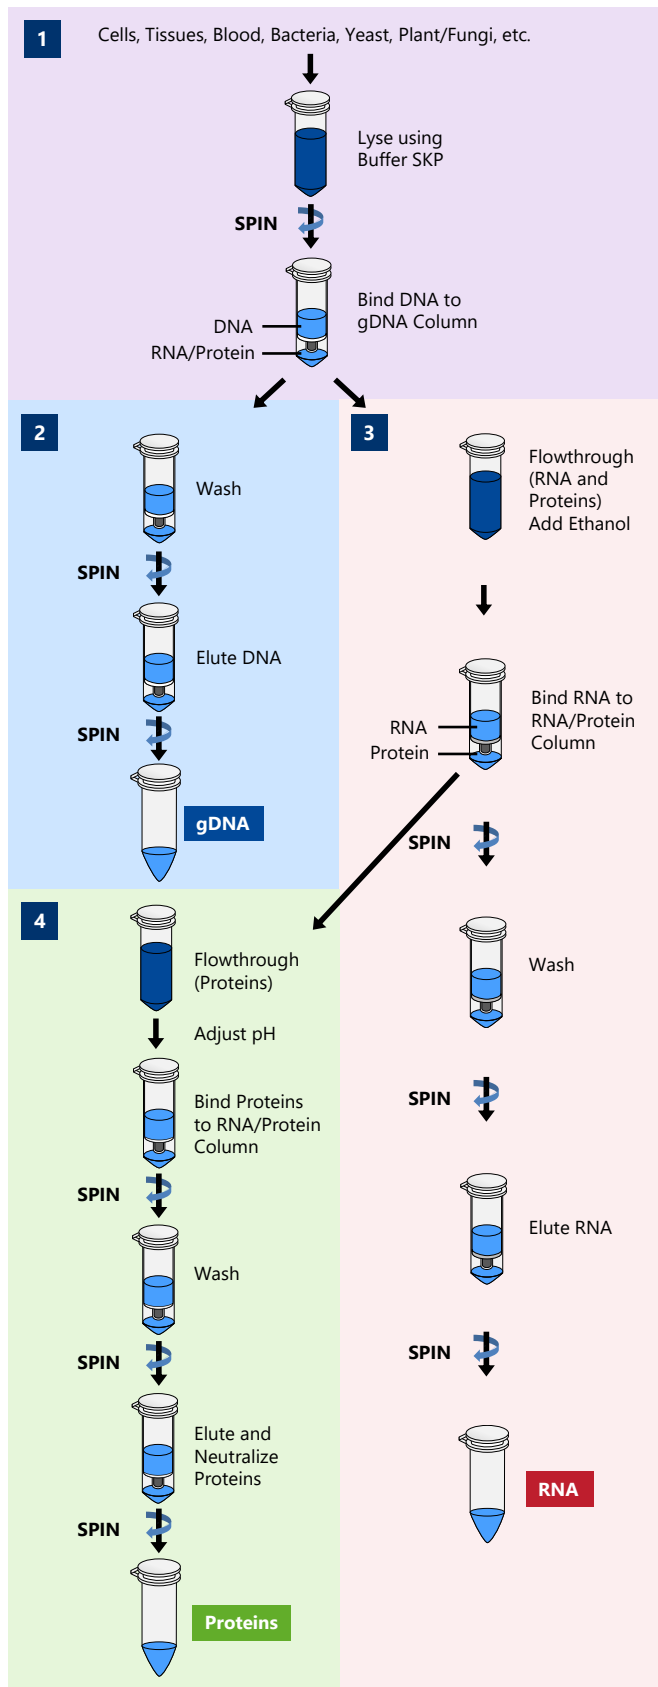 1
Cells, Tissues, Blood, Bacteria, Yeast, Plant/Fungi, etc.
Lyse using
Buffer SKP
SPIN
Bind DNA to
gDNA Column
DNA
RNA/Protein
2
Wash
SPIN
Elute DNA
SPIN
gDNA
3
Flowthrough
(RNA and
Proteins)
Add Ethanol
Bind RNA to
RNA/Protein
Column
RNA
Protein
SPIN
Wash
SPIN
Elute RNA
SPIN
RNA
4
Flowthrough
(Proteins)
Adjust pH
Bind Proteins
to RNA/Protein
Column
SPIN
Wash
SPIN
Elute and
Neutralize
Proteins
SPIN
Proteins